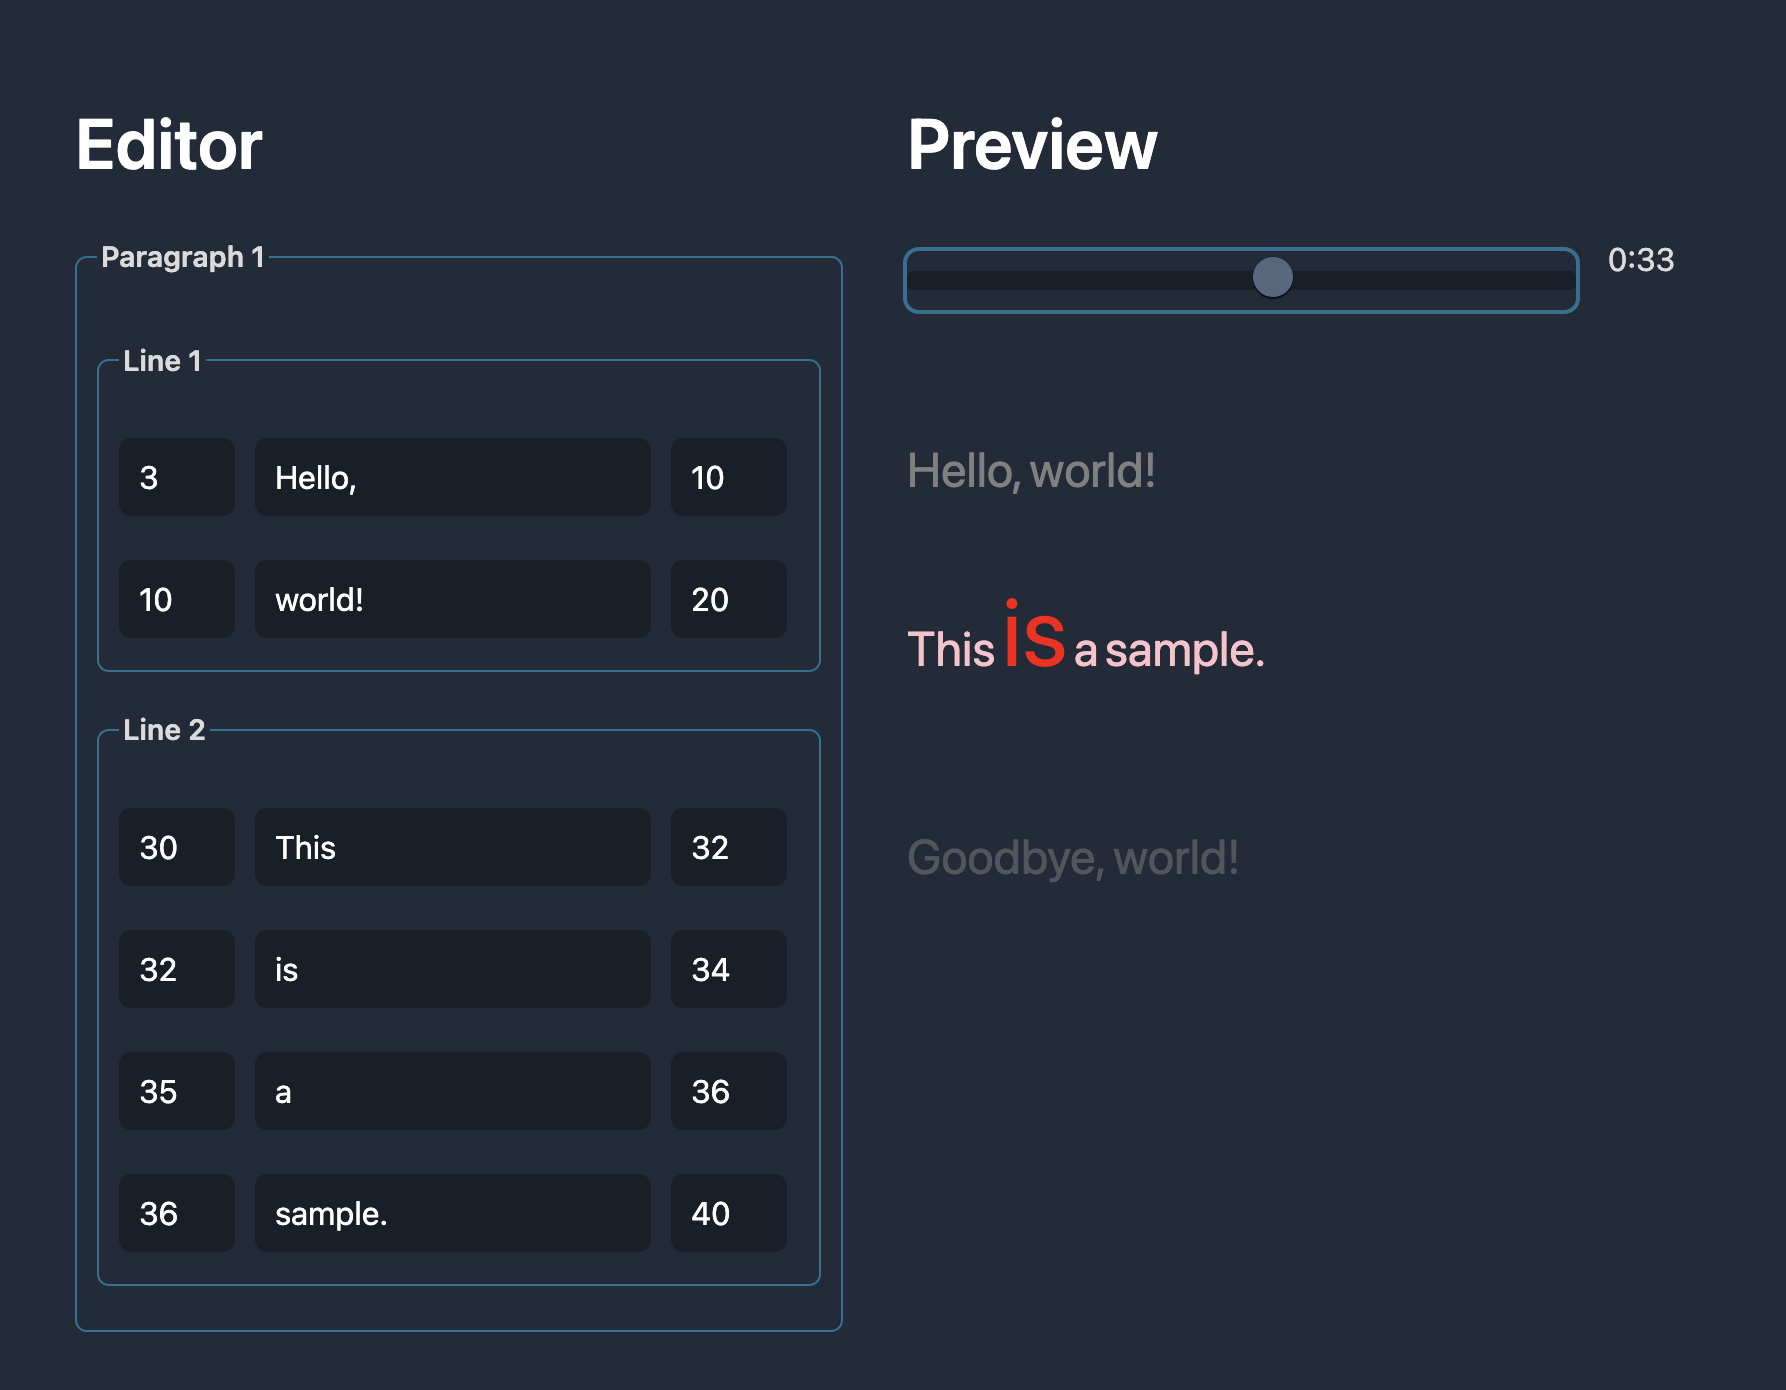 Editor
Paragraph 1
Line 1
3 Hello, 10
10 world! 20
Line 2
30 This 32
32 is 34
35 a 36
36 sample. 40
Preview
0:33
Hello, world!
This is a sample.
Goodbye, world!